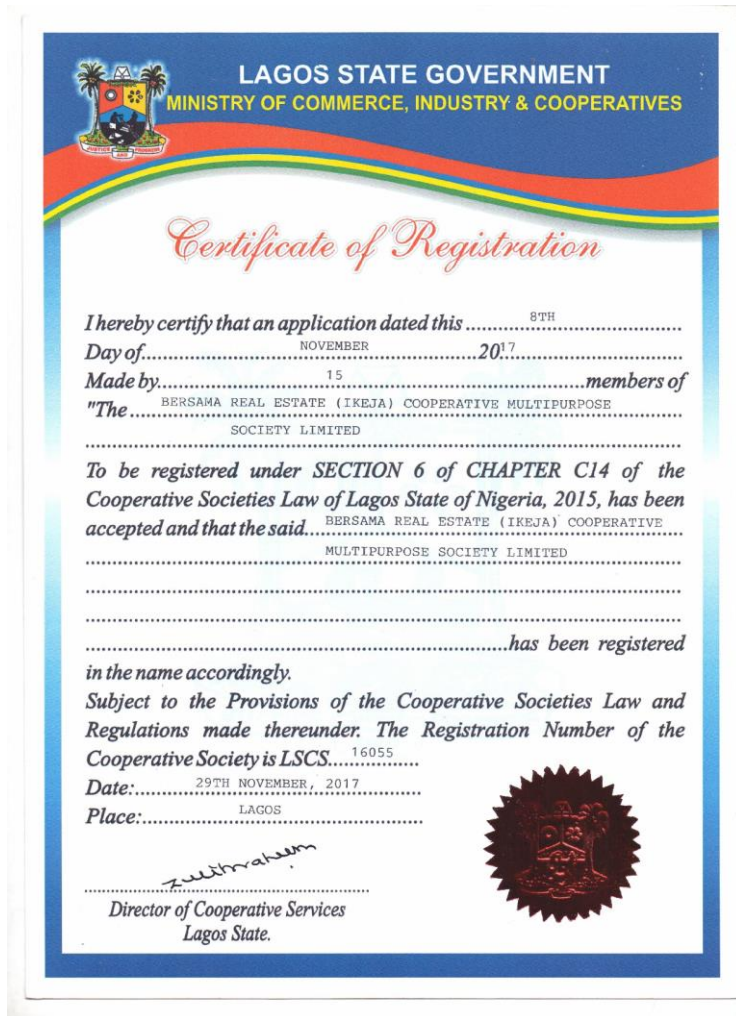 LAGOS STATE GOVERNMENT
MINISTRY OF COMMERCE, INDUSTRY & COOPERATIVES
JUSTICE AND PROGRESS
Certificate of Registration
I hereby certify that an application dated this ......8TH......
Day of......NOVEMBER......2017......
Made by......15......members of
"The ......BERSAMA REAL ESTATE (IKEJA) COOPERATIVE MULTIPURPOSE
SOCIETY LIMITED
To be registered under SECTION 6 of CHAPTER C14 of the
Cooperative Societies Law of Lagos State of Nigeria, 2015, has been
accepted and that the said......BERSAMA REAL ESTATE (IKEJA) COOPERATIVE
MULTIPURPOSE SOCIETY LIMITED
......has been registered
in the name accordingly.
Subject to the Provisions of the Cooperative Societies Law and
Regulations made thereunder. The Registration Number of the
Cooperative Society is LSCS......16055......
Date:......29TH NOVEMBER, 2017......
Place:......LAGOS......
Director of Cooperative Services
Lagos State.